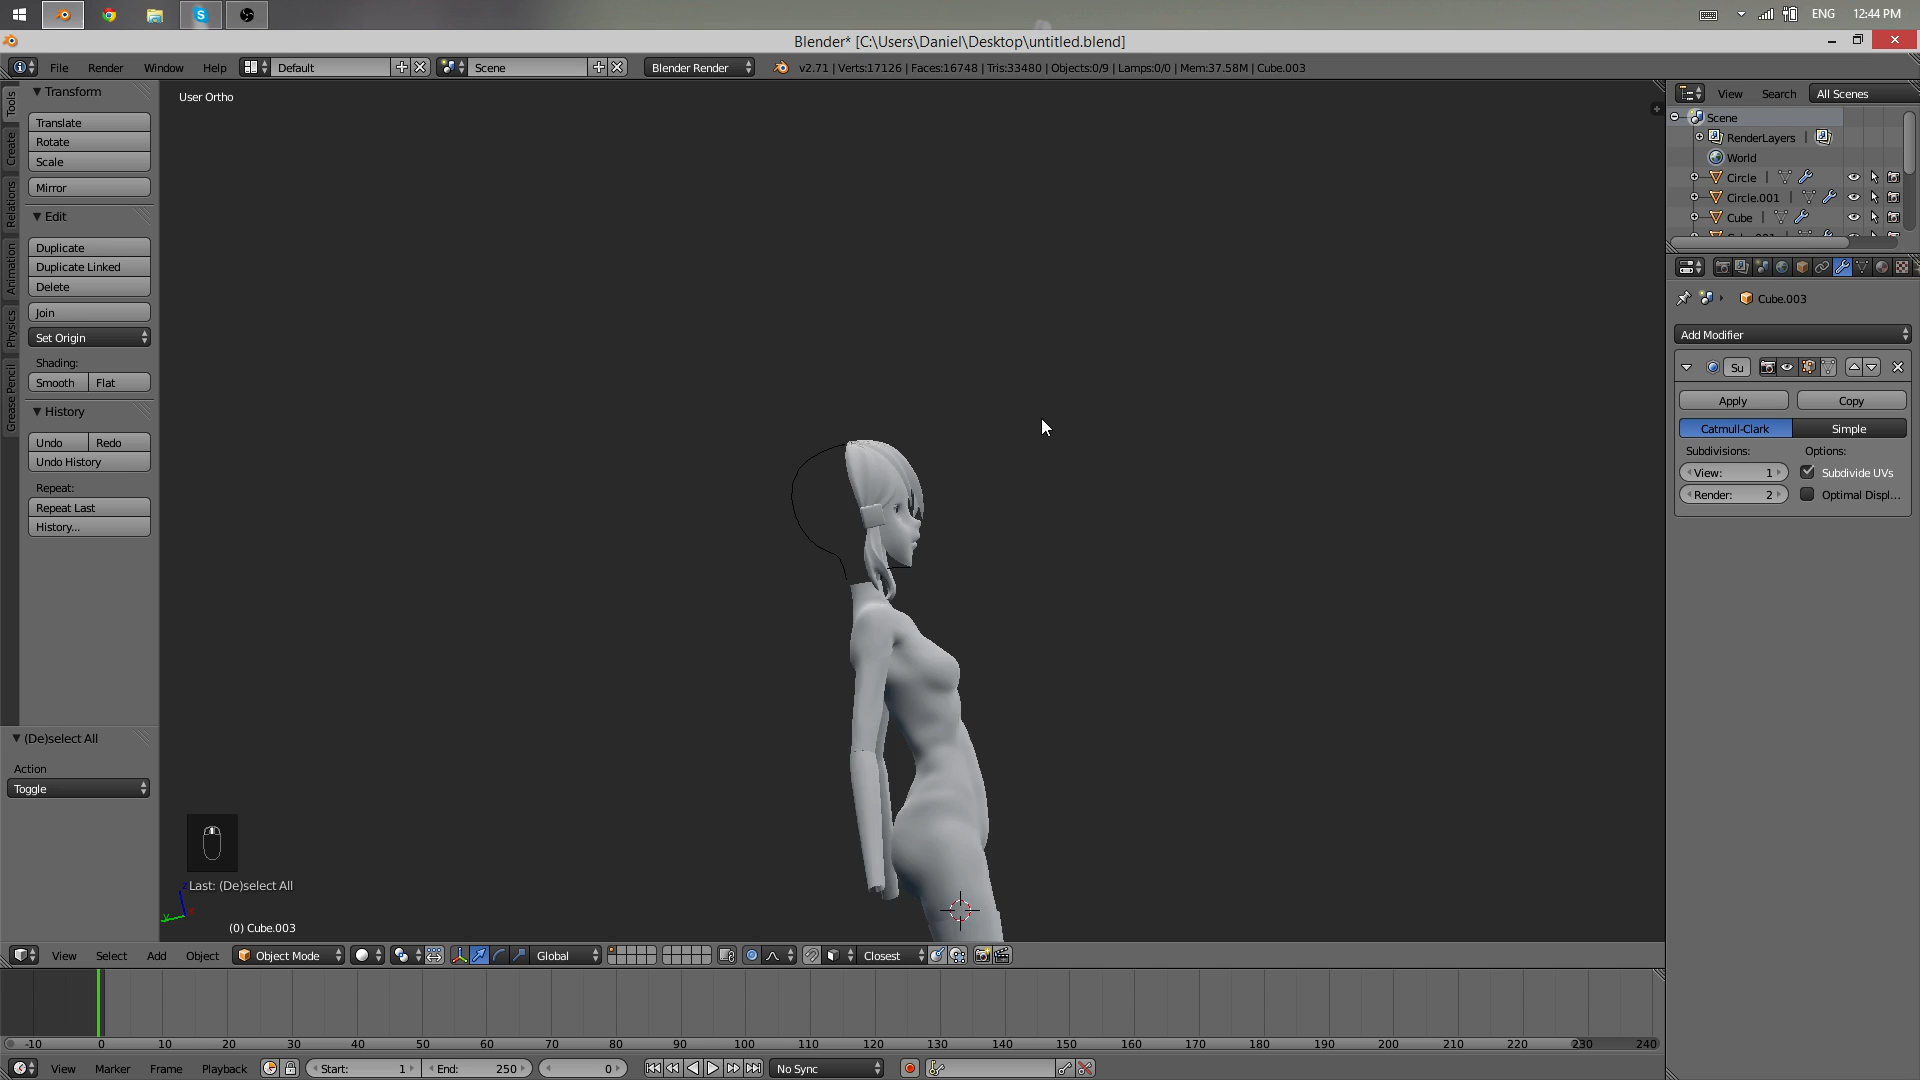 ENG 12:44 PM
Blender* [C:\Users\Daniel\Desktop\untitled.blend]
File Render Window Help Default Scene Blender Render v2.71 | Verts:17126 | Faces:16748 | Tris:33480 | Objects:0/9 | Lamps:0/0 | Mem:37.58M | Cube.003
Tools
Create
Relations
Animation
Physics
Grease Pencil
Transform
Translate
Rotate
Scale
Mirror
Edit
Duplicate
Duplicate Linked
Delete
Join
Set Origin
Shading:
Smooth Flat
History
Undo Redo
Undo History
Repeat:
Repeat Last
History...
(De)select All
Action
Toggle
User Ortho
Last: (De)select All
(0) Cube.003
View Search All Scenes
Scene
RenderLayers |
World
Circle |
Circle.001 |
Cube |
Cube.003
Add Modifier
Su
Apply Copy
Catmull-Clark Simple
Subdivisions: Options:
View: 1 Subdivide UVs
Render: 2 Optimal Displ...
View Select Add Object Object Mode Global Closest
-10 0 10 20 30 40 50 60 70 80 90 100 110 120 130 140 150 160 170 180 190 200 210 220 230 240
View Marker Frame Playback Start: 1 End: 250 0 No Sync